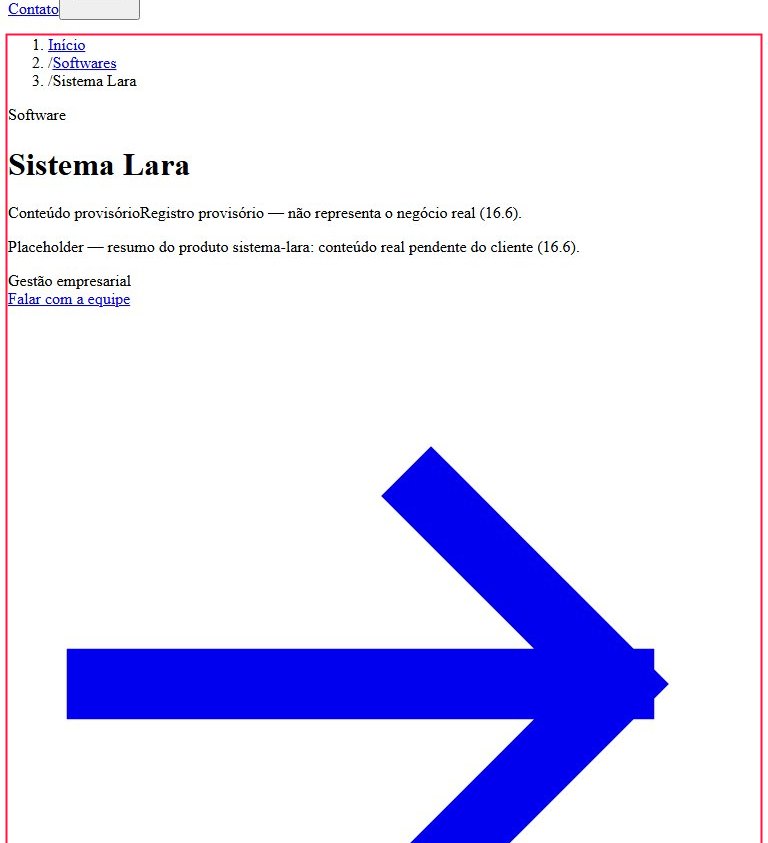 Contato
1. Início
2. /Softwares
3. /Sistema Lara
Software
Sistema Lara
Conteúdo provisórioRegistro provisório — não representa o negócio real (16.6).
Placeholder — resumo do produto sistema-lara: conteúdo real pendente do cliente (16.6).
Gestão empresarial
Falar com a equipe